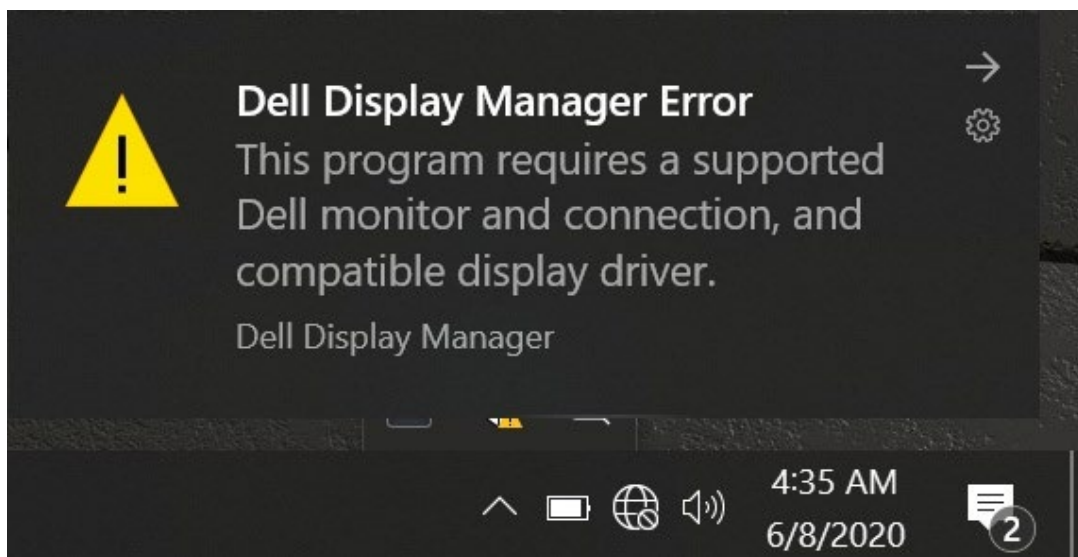 Dell Display Manager Error
This program requires a supported
Dell monitor and connection, and
compatible display driver.
Dell Display Manager
4:35 AM
6/8/2020
2